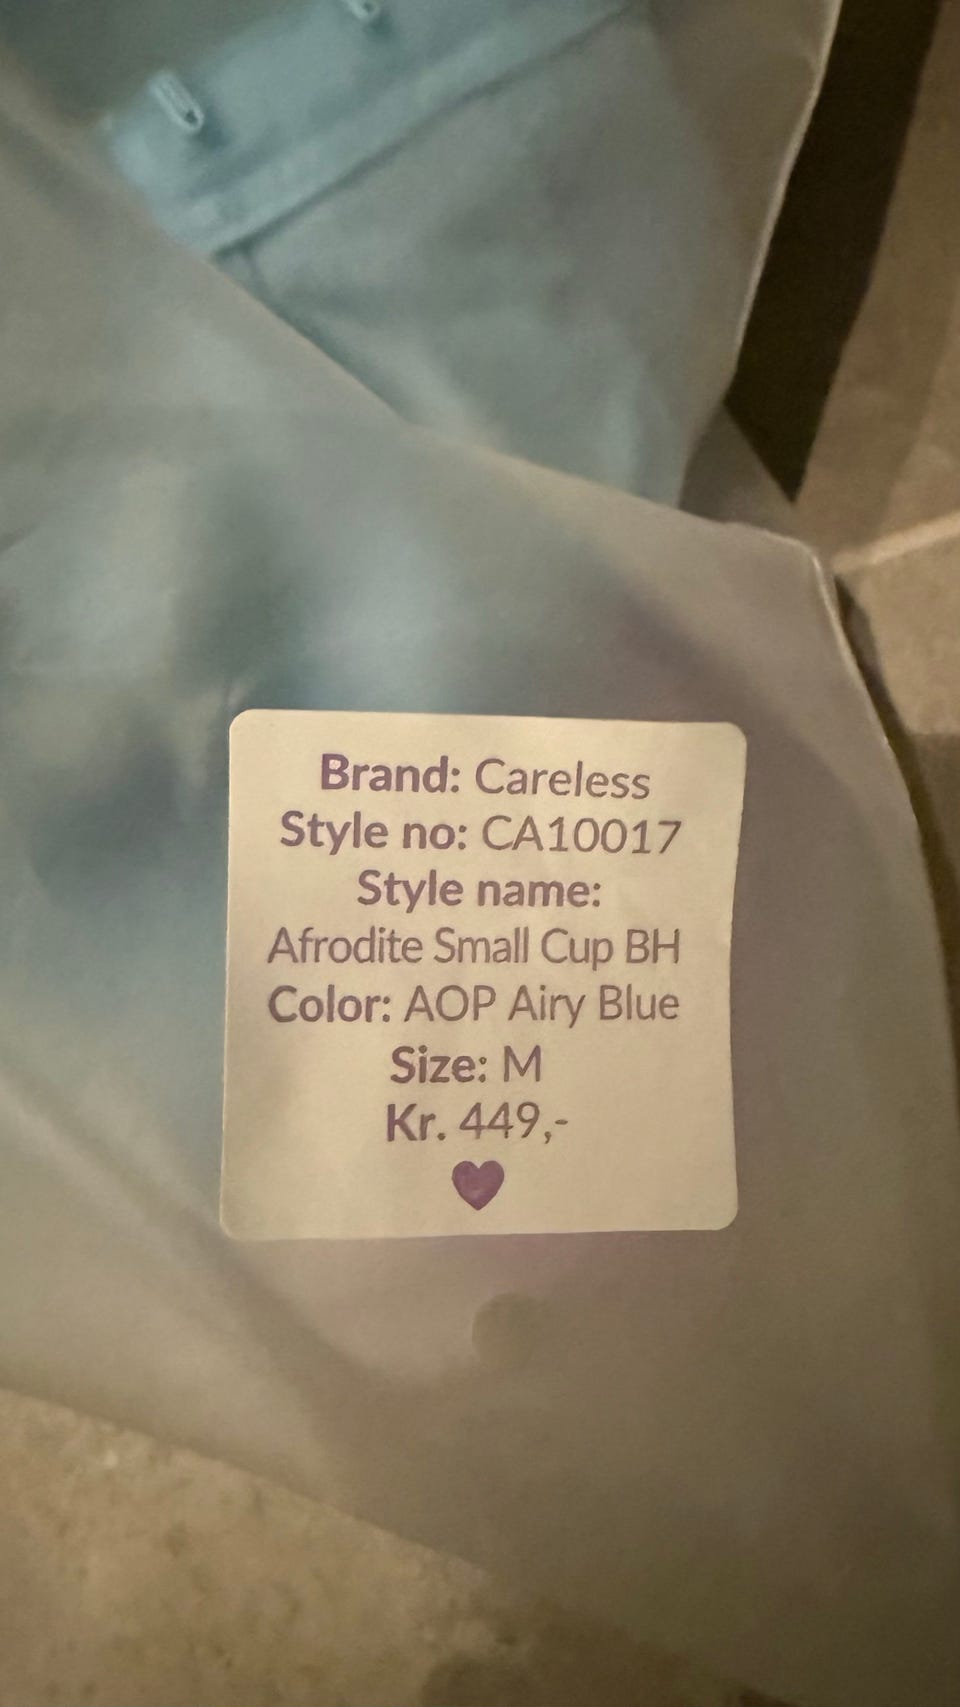 Brand: Careless
Style no: CA10017
Style name:
Afrodite Small Cup BH
Color: AOP Airy Blue
Size: M
Kr. 449,-